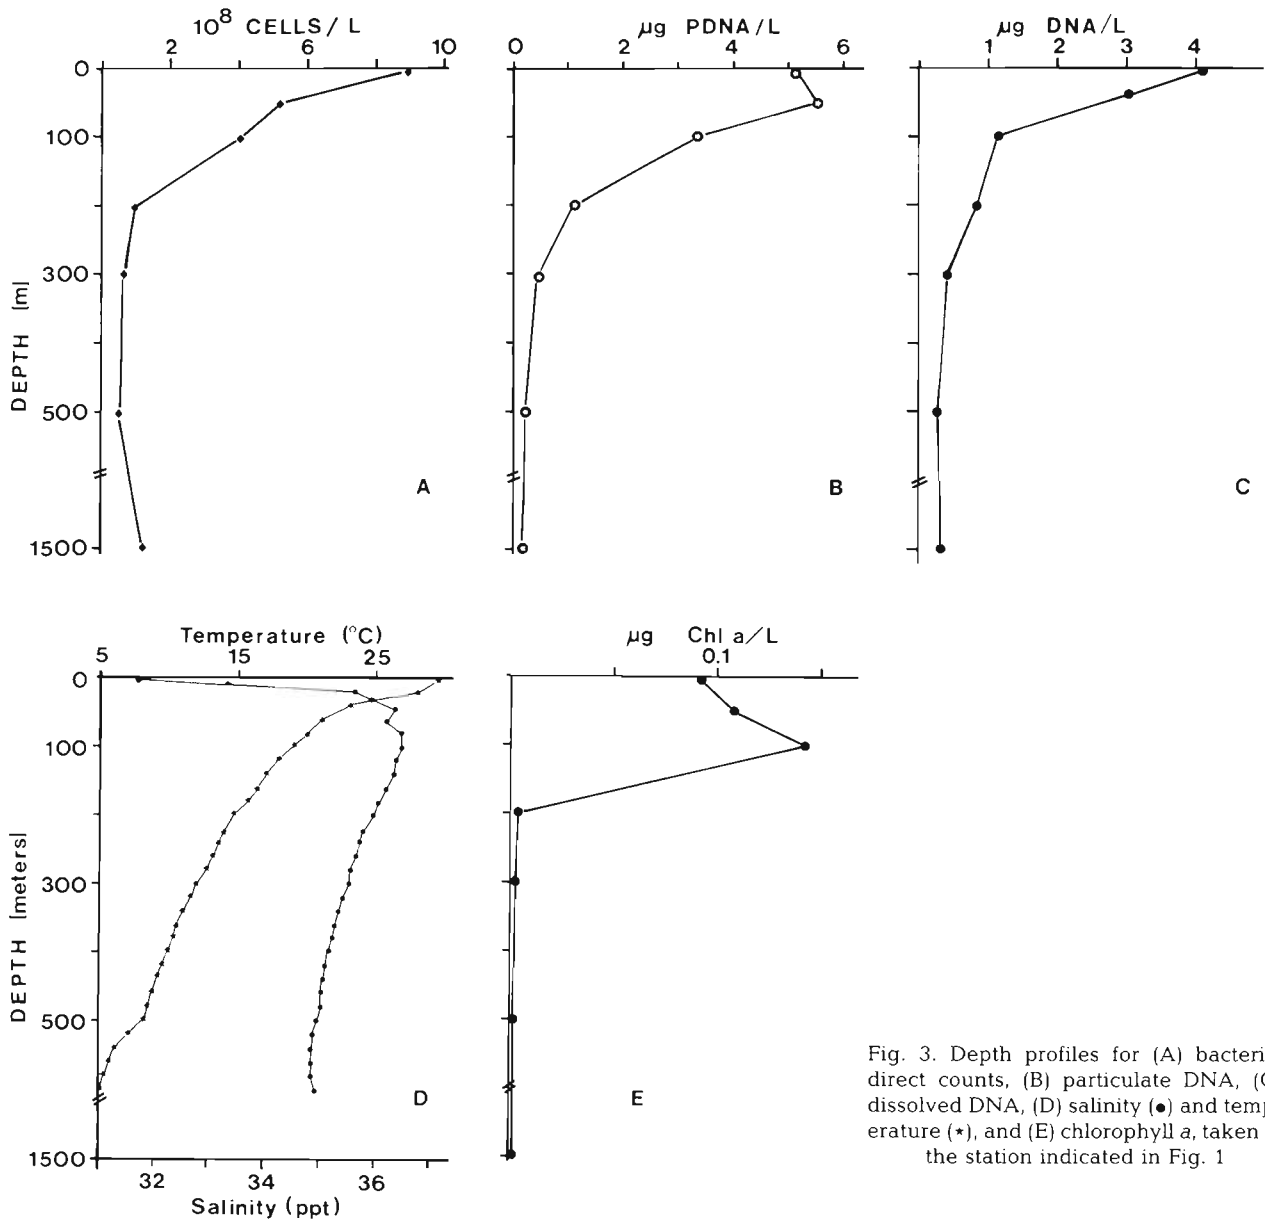 10⁸ CELLS/L
2 6 10
0
100
300
500
1500
DEPTH [m]
A
µg PDNA/L
0 2 4 6
B
µg DNA/L
1 3 4
C
Temperature (°C)
5 15 25
0
100
300
500
1500
DEPTH [meters]
D
32 34 36
Salinity (ppt)
µg Chl a/L
0.1
E
Fig. 3. Depth profiles for (A) bacteri
direct counts, (B) particulate DNA, (
dissolved DNA, (D) salinity (●) and temp
erature (★), and (E) chlorophyll a, taken
the station indicated in Fig. 1